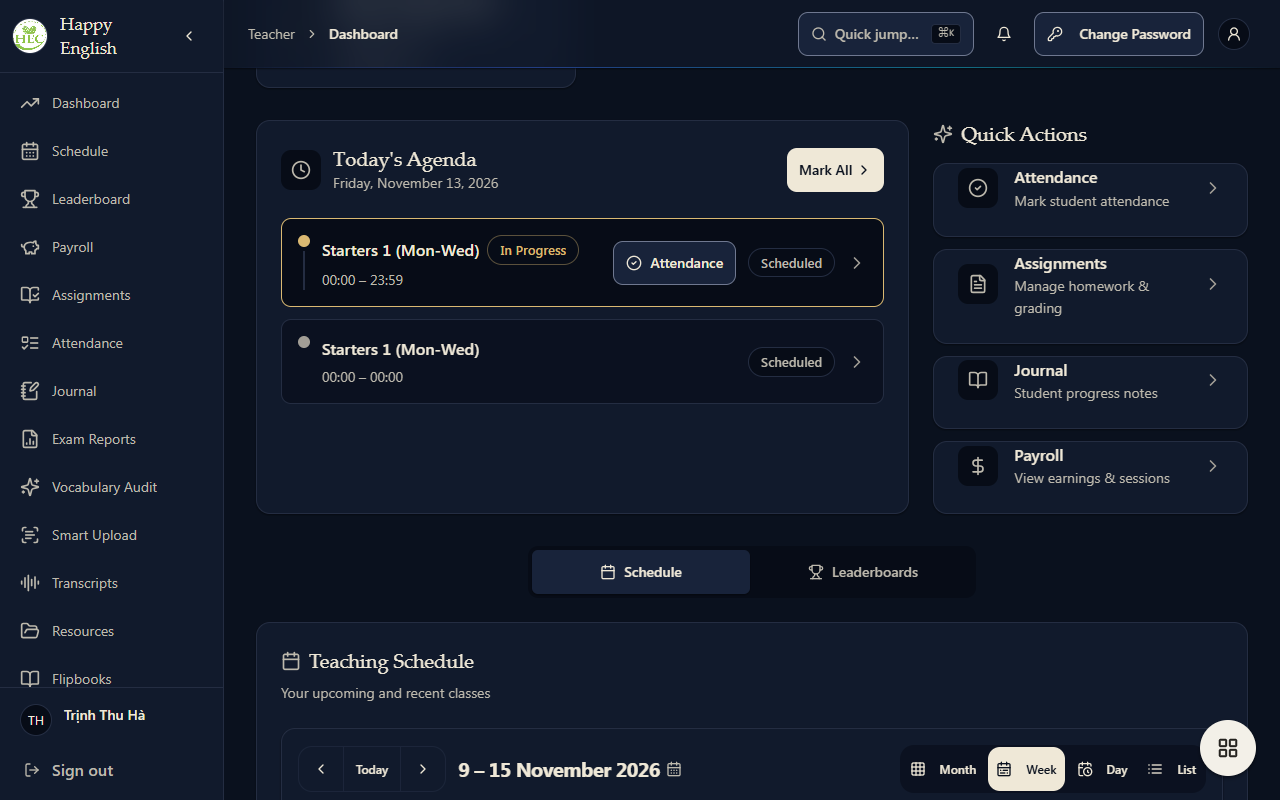 HEC
Happy
English
Dashboard
Schedule
Leaderboard
Payroll
Assignments
Attendance
Journal
Exam Reports
Vocabulary Audit
Smart Upload
Transcripts
Resources
Flipbooks
TH
Trịnh Thu Hà
Sign out
Teacher
Dashboard
Quick jump...
⌘K
Change Password
Today's Agenda
Friday, November 13, 2026
Mark All
Starters 1 (Mon-Wed)
In Progress
00:00 – 23:59
Attendance
Scheduled
Starters 1 (Mon-Wed)
00:00 – 00:00
Scheduled
Quick Actions
Attendance
Mark student attendance
Assignments
Manage homework &
grading
Journal
Student progress notes
Payroll
View earnings & sessions
Schedule
Leaderboards
Teaching Schedule
Your upcoming and recent classes
Today
9 – 15 November 2026
Month
Week
Day
List